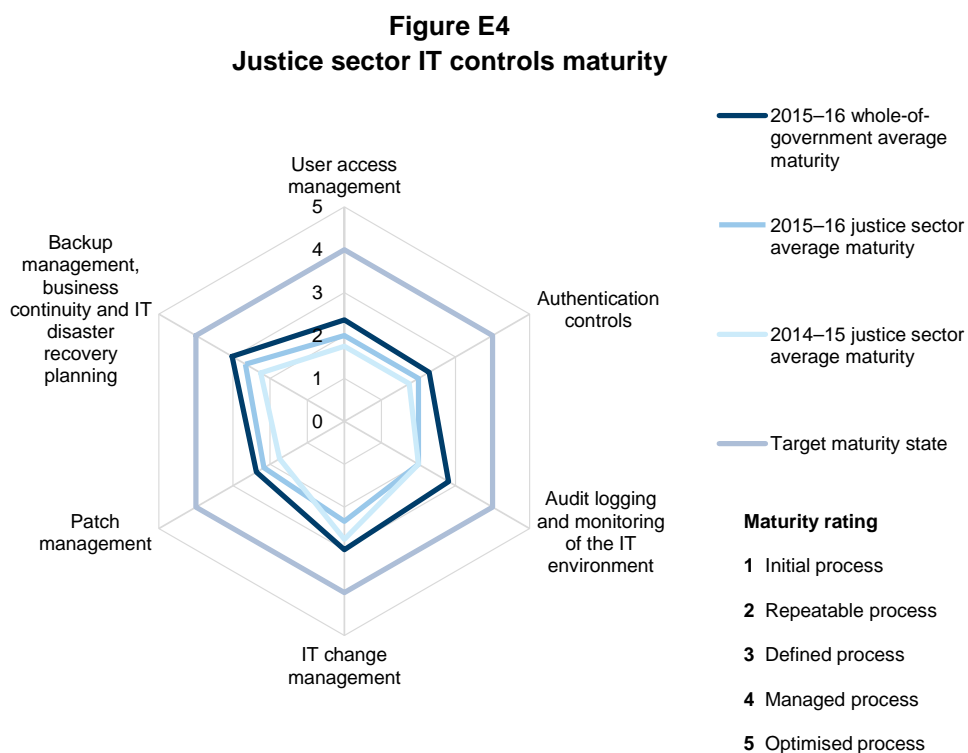 Figure E4
Justice sector IT controls maturity
User access
management
5
4
3
2
1
0
Authentication
controls
Audit logging
and monitoring
of the IT
environment
IT change
management
Patch
management
Backup
management,
business
continuity and IT
disaster
recovery
planning
2015–16 whole-of-
government average
maturity
2015–16 justice sector
average maturity
2014–15 justice sector
average maturity
Target maturity state
Maturity rating
1 Initial process
2 Repeatable process
3 Defined process
4 Managed process
5 Optimised process